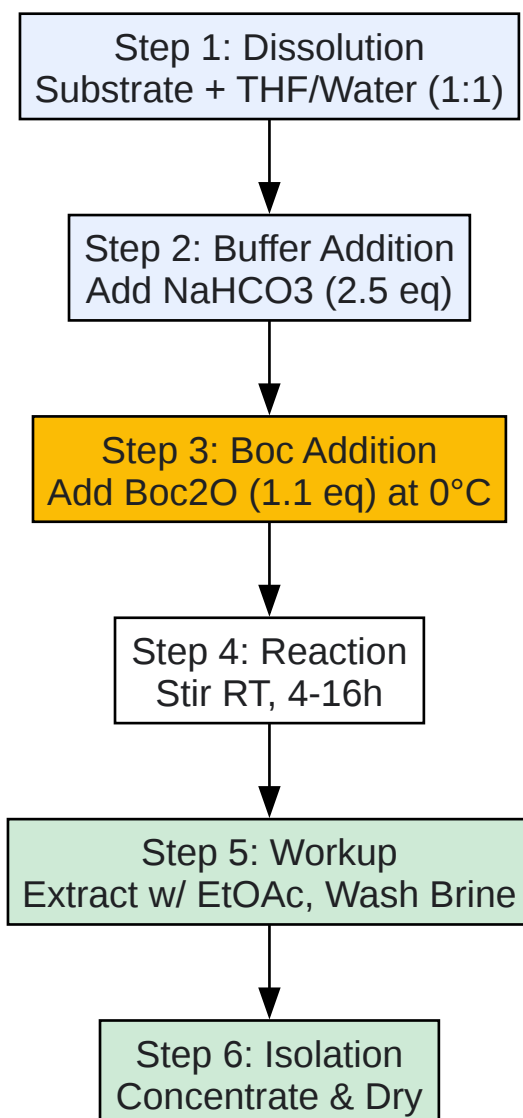 Step 1: Dissolution
Substrate + THF/Water (1:1)
Step 2: Buffer Addition
Add NaHCO3 (2.5 eq)
Step 3: Boc Addition
Add Boc2O (1.1 eq) at 0°C
Step 4: Reaction
Stir RT, 4-16h
Step 5: Workup
Extract w/ EtOAc, Wash Brine
Step 6: Isolation
Concentrate & Dry